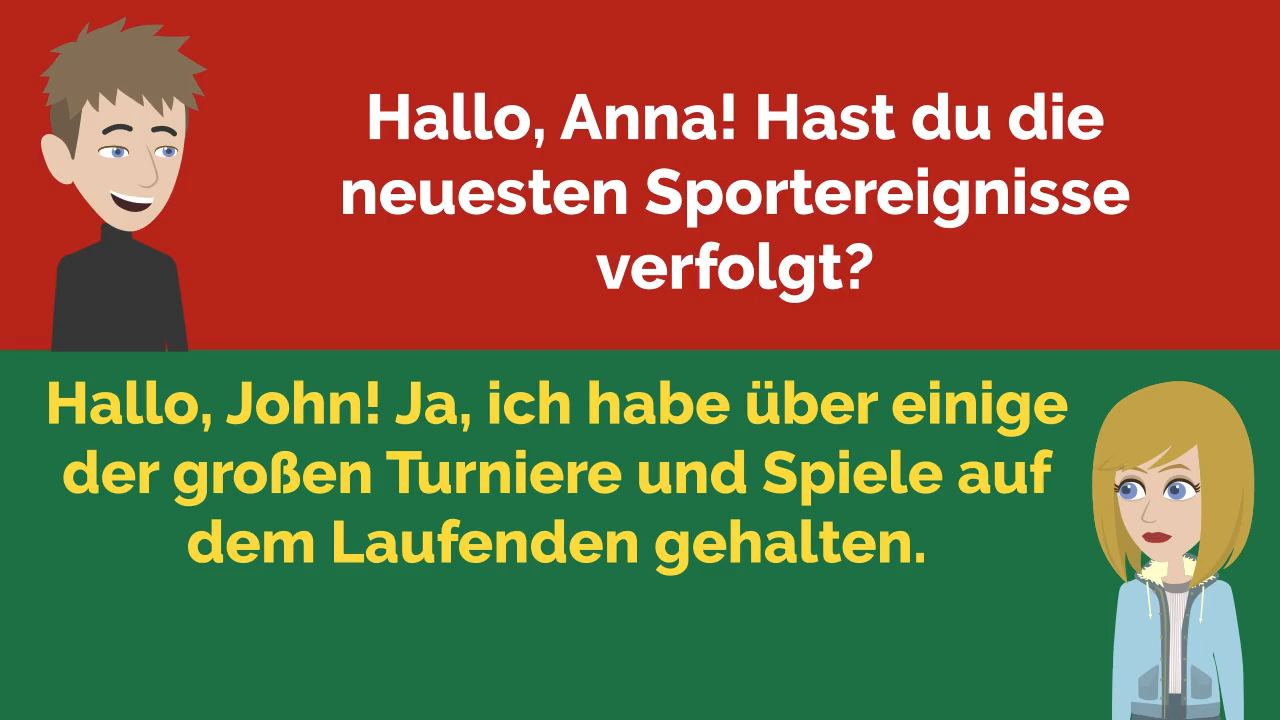 Hallo, Anna! Hast du die
neuesten Sportereignisse
verfolgt?
Hallo, John! Ja, ich habe über einige
der großen Turniere und Spiele auf
dem Laufenden gehalten.